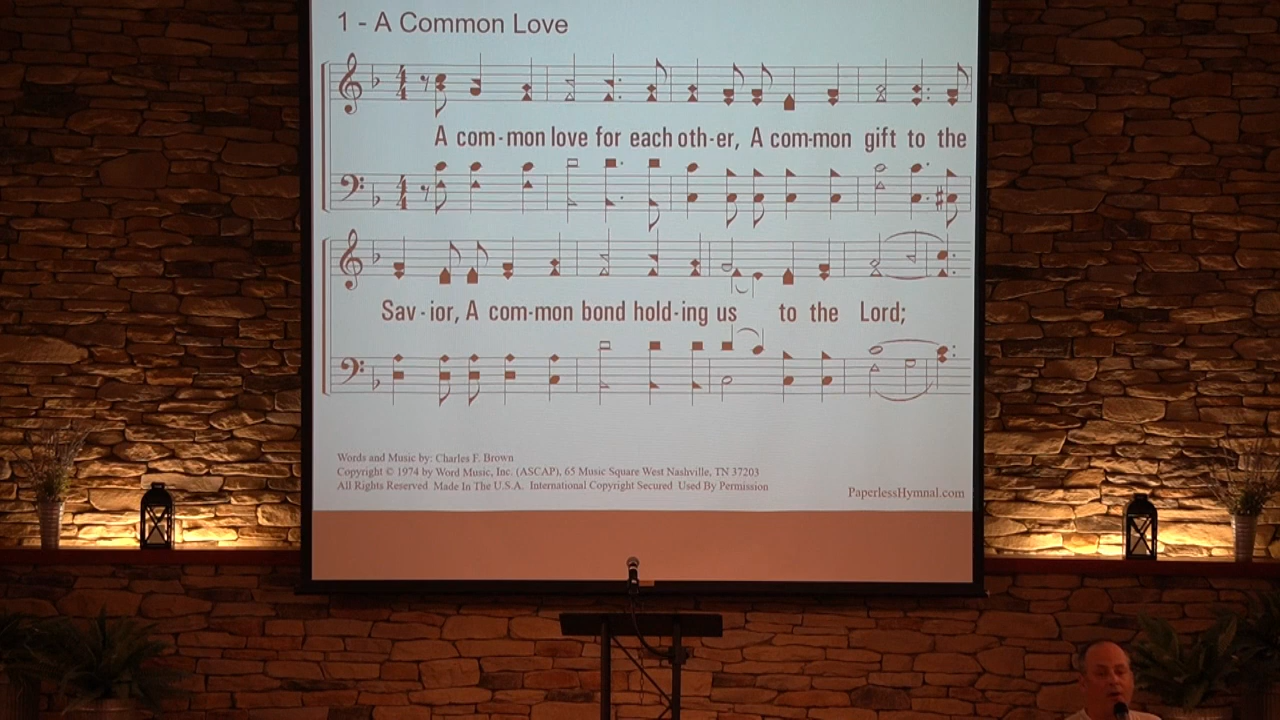 1 - A Common Love
A com-mon love for each oth-er, A com-mon gift to the
Sav-ior, A com-mon bond hold-ing us to the Lord;
Words and Music by: Charles F. Brown
Copyright © 1974 by Word Music, Inc. (ASCAP), 65 Music Square West Nashville, TN 37203
All Rights Reserved Made In The U.S.A. International Copyright Secured Used By Permission
PaperlessHymnal.com